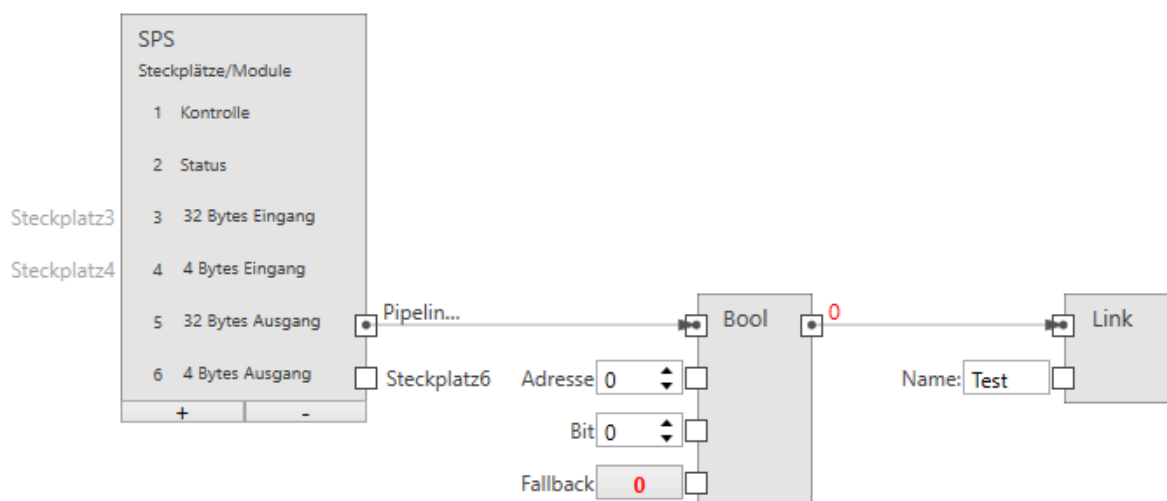 SPS
Steckplätze/Module
1 Kontrolle
2 Status
Steckplatz3 3 32 Bytes Eingang
Steckplatz4 4 4 Bytes Eingang
5 32 Bytes Ausgang Pipelin... Bool 0 Link
6 4 Bytes Ausgang Steckplatz6 Adresse 0 Name: Test
+ -
Bit 0
Fallback 0